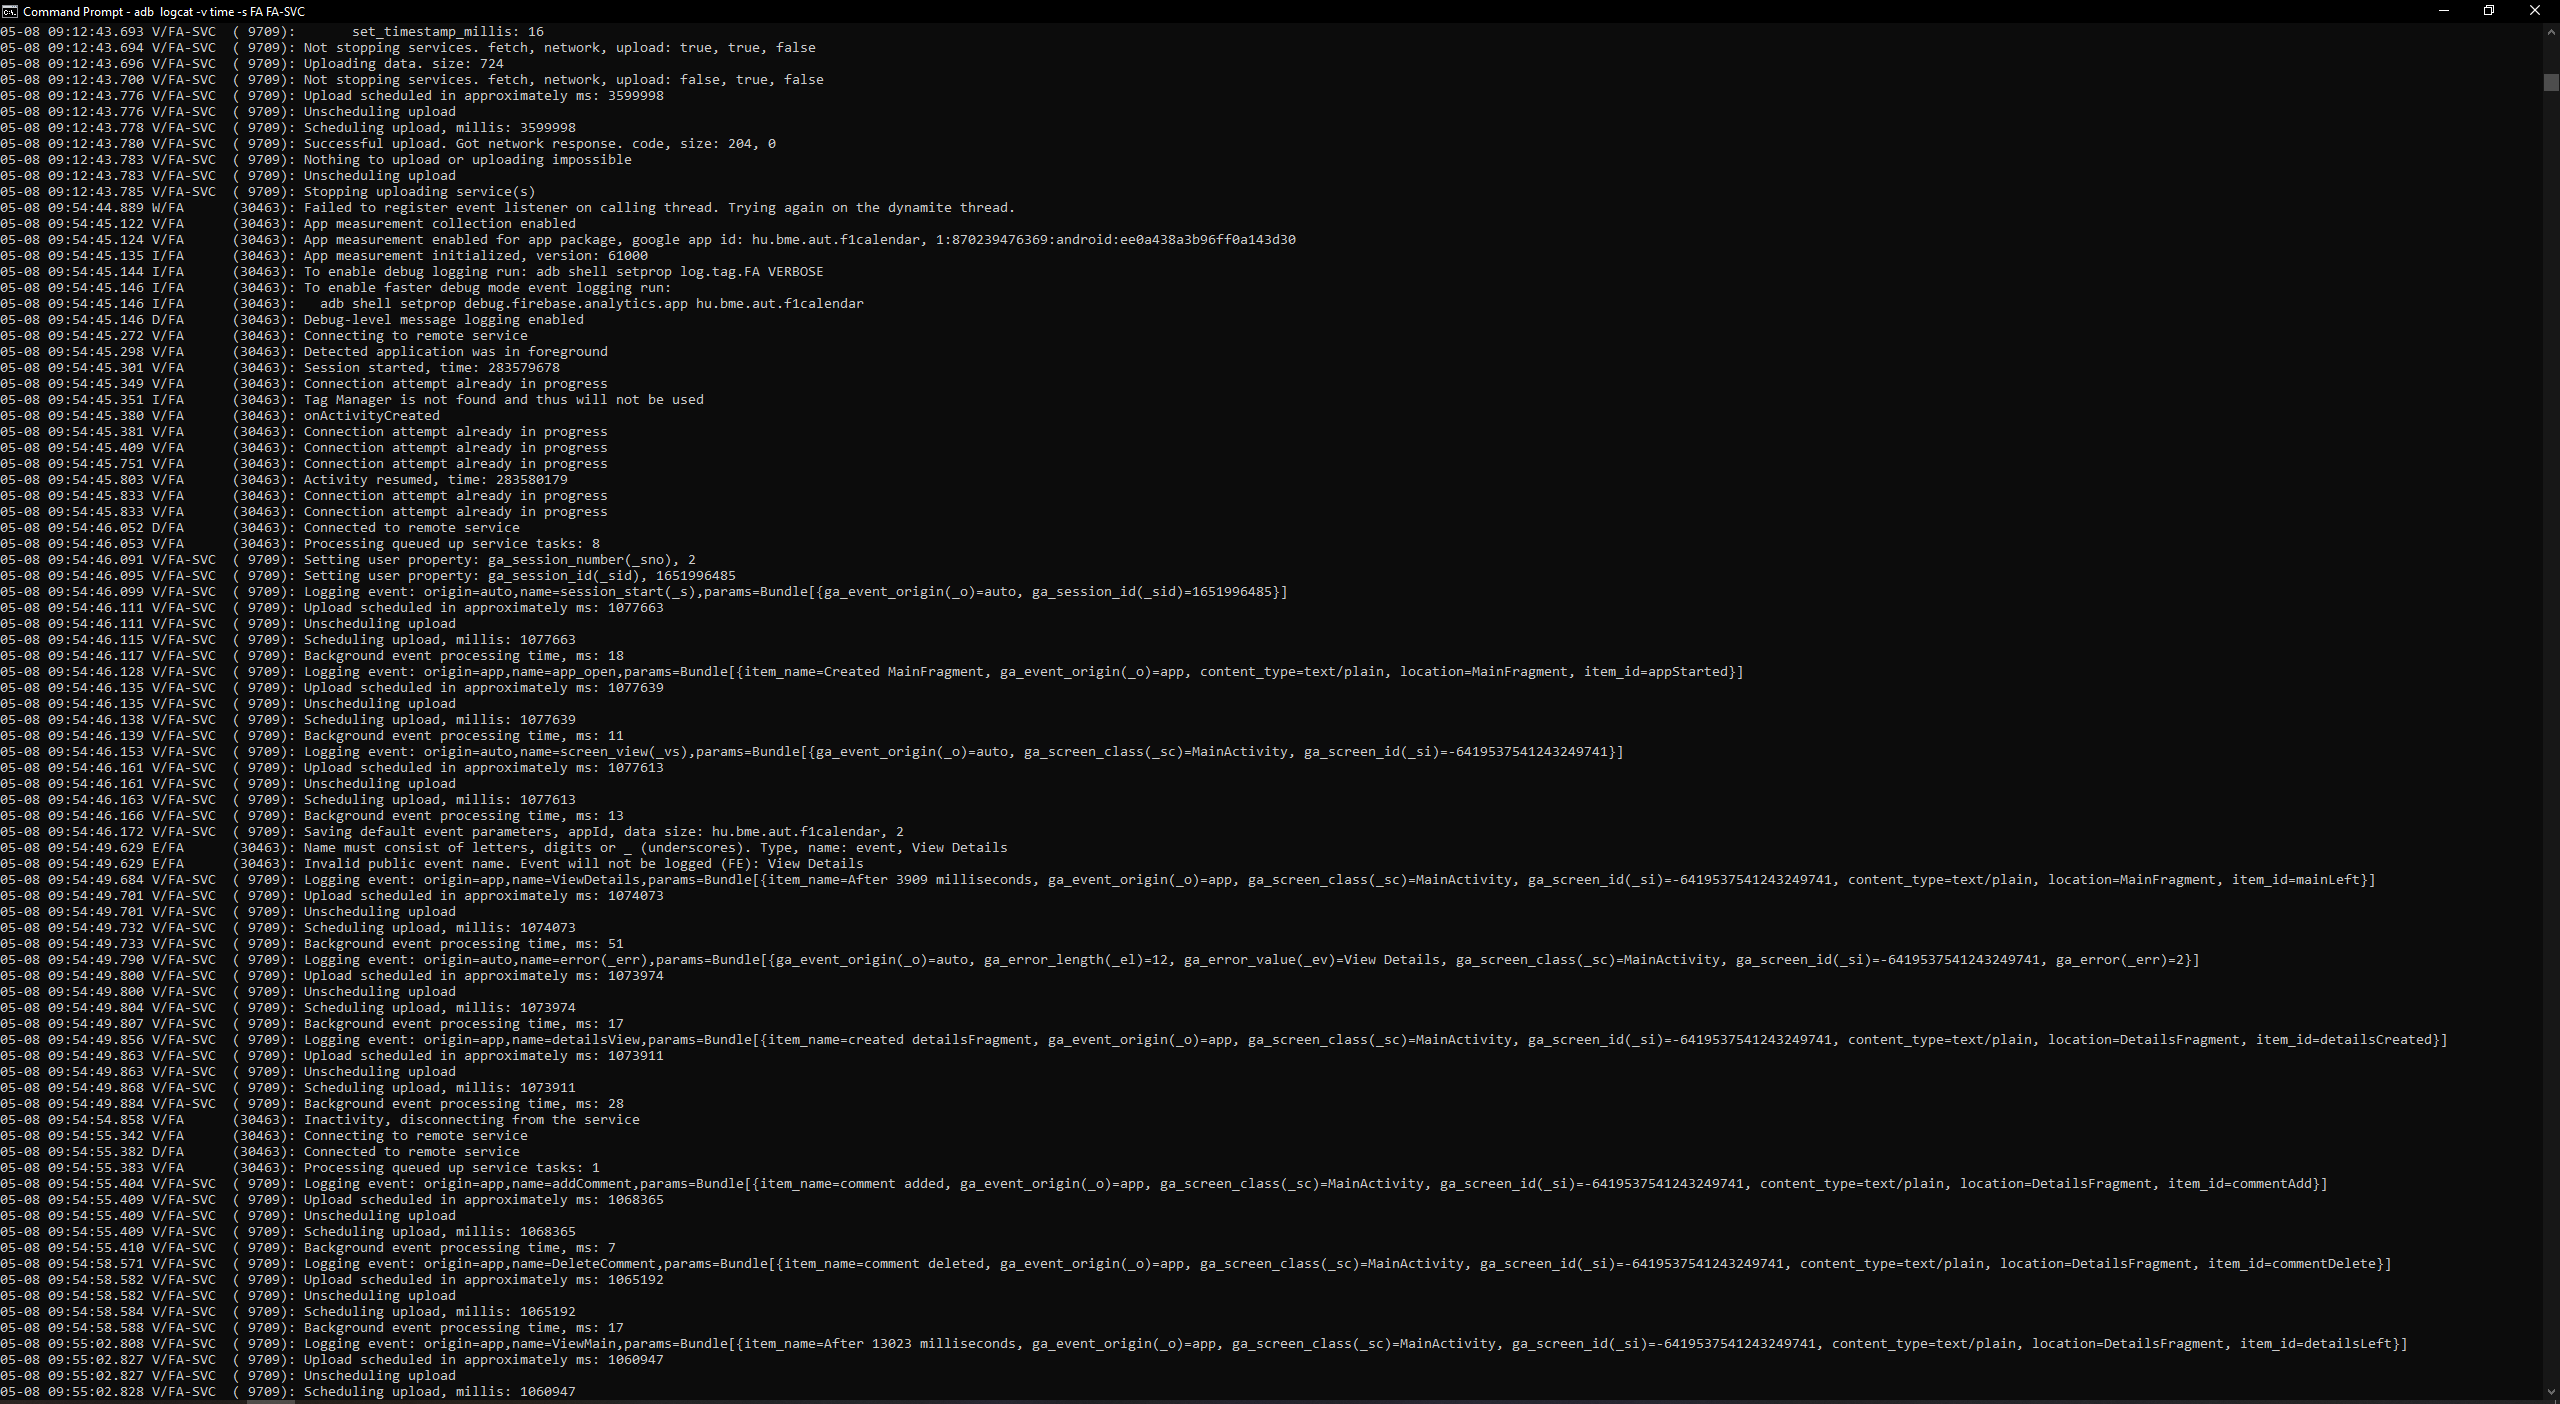 Command Prompt - adb  logcat -v time -s FA FA-SVC
05-08 09:12:43.693 V/FA-SVC  ( 9709):       set_timestamp_millis: 16
05-08 09:12:43.694 V/FA-SVC  ( 9709): Not stopping services. fetch, network, upload: true, true, false
05-08 09:12:43.696 V/FA-SVC  ( 9709): Uploading data. size: 724
05-08 09:12:43.700 V/FA-SVC  ( 9709): Not stopping services. fetch, network, upload: false, true, false
05-08 09:12:43.776 V/FA-SVC  ( 9709): Upload scheduled in approximately ms: 3599998
05-08 09:12:43.776 V/FA-SVC  ( 9709): Unscheduling upload
05-08 09:12:43.778 V/FA-SVC  ( 9709): Scheduling upload, millis: 3599998
05-08 09:12:43.780 V/FA-SVC  ( 9709): Successful upload. Got network response. code, size: 204, 0
05-08 09:12:43.783 V/FA-SVC  ( 9709): Nothing to upload or uploading impossible
05-08 09:12:43.783 V/FA-SVC  ( 9709): Unscheduling upload
05-08 09:12:43.785 V/FA-SVC  ( 9709): Stopping uploading service(s)
05-08 09:54:44.889 W/FA      (30463): Failed to register event listener on calling thread. Trying again on the dynamite thread.
05-08 09:54:45.122 V/FA      (30463): App measurement collection enabled
05-08 09:54:45.124 V/FA      (30463): App measurement enabled for app package, google app id: hu.bme.aut.f1calendar, 1:870239476369:android:ee0a438a3b96ff0a143d30
05-08 09:54:45.135 I/FA      (30463): App measurement initialized, version: 61000
05-08 09:54:45.144 I/FA      (30463): To enable debug logging run: adb shell setprop log.tag.FA VERBOSE
05-08 09:54:45.146 I/FA      (30463): To enable faster debug mode event logging run:
05-08 09:54:45.146 I/FA      (30463):   adb shell setprop debug.firebase.analytics.app hu.bme.aut.f1calendar
05-08 09:54:45.146 D/FA      (30463): Debug-level message logging enabled
05-08 09:54:45.272 V/FA      (30463): Connecting to remote service
05-08 09:54:45.298 V/FA      (30463): Detected application was in foreground
05-08 09:54:45.301 V/FA      (30463): Session started, time: 283579678
05-08 09:54:45.349 V/FA      (30463): Connection attempt already in progress
05-08 09:54:45.351 I/FA      (30463): Tag Manager is not found and thus will not be used
05-08 09:54:45.380 V/FA      (30463): onActivityCreated
05-08 09:54:45.381 V/FA      (30463): Connection attempt already in progress
05-08 09:54:45.409 V/FA      (30463): Connection attempt already in progress
05-08 09:54:45.751 V/FA      (30463): Connection attempt already in progress
05-08 09:54:45.803 V/FA      (30463): Activity resumed, time: 283580179
05-08 09:54:45.833 V/FA      (30463): Connection attempt already in progress
05-08 09:54:45.833 V/FA      (30463): Connection attempt already in progress
05-08 09:54:46.052 D/FA      (30463): Connected to remote service
05-08 09:54:46.053 V/FA      (30463): Processing queued up service tasks: 8
05-08 09:54:46.091 V/FA-SVC  ( 9709): Setting user property: ga_session_number(_sno), 2
05-08 09:54:46.095 V/FA-SVC  ( 9709): Setting user property: ga_session_id(_sid), 1651996485
05-08 09:54:46.099 V/FA-SVC  ( 9709): Logging event: origin=auto,name=session_start(_s),params=Bundle[{ga_event_origin(_o)=auto, ga_session_id(_sid)=1651996485}]
05-08 09:54:46.111 V/FA-SVC  ( 9709): Upload scheduled in approximately ms: 1077663
05-08 09:54:46.111 V/FA-SVC  ( 9709): Unscheduling upload
05-08 09:54:46.115 V/FA-SVC  ( 9709): Scheduling upload, millis: 1077663
05-08 09:54:46.117 V/FA-SVC  ( 9709): Background event processing time, ms: 18
05-08 09:54:46.128 V/FA-SVC  ( 9709): Logging event: origin=app,name=app_open,params=Bundle[{item_name=Created MainFragment, ga_event_origin(_o)=app, content_type=text/plain, location=MainFragment, item_id=appStarted}]
05-08 09:54:46.135 V/FA-SVC  ( 9709): Upload scheduled in approximately ms: 1077639
05-08 09:54:46.135 V/FA-SVC  ( 9709): Unscheduling upload
05-08 09:54:46.138 V/FA-SVC  ( 9709): Scheduling upload, millis: 1077639
05-08 09:54:46.139 V/FA-SVC  ( 9709): Background event processing time, ms: 11
05-08 09:54:46.153 V/FA-SVC  ( 9709): Logging event: origin=auto,name=screen_view(_vs),params=Bundle[{ga_event_origin(_o)=auto, ga_screen_class(_sc)=MainActivity, ga_screen_id(_si)=-6419537541243249741}]
05-08 09:54:46.161 V/FA-SVC  ( 9709): Upload scheduled in approximately ms: 1077613
05-08 09:54:46.161 V/FA-SVC  ( 9709): Unscheduling upload
05-08 09:54:46.163 V/FA-SVC  ( 9709): Scheduling upload, millis: 1077613
05-08 09:54:46.166 V/FA-SVC  ( 9709): Background event processing time, ms: 13
05-08 09:54:46.172 V/FA-SVC  ( 9709): Saving default event parameters, appId, data size: hu.bme.aut.f1calendar, 2
05-08 09:54:49.629 E/FA      (30463): Name must consist of letters, digits or _ (underscores). Type, name: event, View Details
05-08 09:54:49.629 E/FA      (30463): Invalid public event name. Event will not be logged (FE): View Details
05-08 09:54:49.684 V/FA-SVC  ( 9709): Logging event: origin=app,name=ViewDetails,params=Bundle[{item_name=After 3909 milliseconds, ga_event_origin(_o)=app, ga_screen_class(_sc)=MainActivity, ga_screen_id(_si)=-6419537541243249741, content_type=text/plain, location=MainFragment, item_id=mainLeft}]
05-08 09:54:49.701 V/FA-SVC  ( 9709): Upload scheduled in approximately ms: 1074073
05-08 09:54:49.701 V/FA-SVC  ( 9709): Unscheduling upload
05-08 09:54:49.732 V/FA-SVC  ( 9709): Scheduling upload, millis: 1074073
05-08 09:54:49.733 V/FA-SVC  ( 9709): Background event processing time, ms: 51
05-08 09:54:49.790 V/FA-SVC  ( 9709): Logging event: origin=auto,name=error(_err),params=Bundle[{ga_event_origin(_o)=auto, ga_error_length(_el)=12, ga_error_value(_ev)=View Details, ga_screen_class(_sc)=MainActivity, ga_screen_id(_si)=-6419537541243249741, ga_error(_err)=2}]
05-08 09:54:49.800 V/FA-SVC  ( 9709): Upload scheduled in approximately ms: 1073974
05-08 09:54:49.800 V/FA-SVC  ( 9709): Unscheduling upload
05-08 09:54:49.804 V/FA-SVC  ( 9709): Scheduling upload, millis: 1073974
05-08 09:54:49.807 V/FA-SVC  ( 9709): Background event processing time, ms: 17
05-08 09:54:49.856 V/FA-SVC  ( 9709): Logging event: origin=app,name=detailsView,params=Bundle[{item_name=created detailsFragment, ga_event_origin(_o)=app, ga_screen_class(_sc)=MainActivity, ga_screen_id(_si)=-6419537541243249741, content_type=text/plain, location=DetailsFragment, item_id=detailsCreated}]
05-08 09:54:49.863 V/FA-SVC  ( 9709): Upload scheduled in approximately ms: 1073911
05-08 09:54:49.863 V/FA-SVC  ( 9709): Unscheduling upload
05-08 09:54:49.868 V/FA-SVC  ( 9709): Scheduling upload, millis: 1073911
05-08 09:54:49.884 V/FA-SVC  ( 9709): Background event processing time, ms: 28
05-08 09:54:54.858 V/FA      (30463): Inactivity, disconnecting from the service
05-08 09:54:55.342 V/FA      (30463): Connecting to remote service
05-08 09:54:55.382 D/FA      (30463): Connected to remote service
05-08 09:54:55.383 V/FA      (30463): Processing queued up service tasks: 1
05-08 09:54:55.404 V/FA-SVC  ( 9709): Logging event: origin=app,name=addComment,params=Bundle[{item_name=comment added, ga_event_origin(_o)=app, ga_screen_class(_sc)=MainActivity, ga_screen_id(_si)=-6419537541243249741, content_type=text/plain, location=DetailsFragment, item_id=commentAdd}]
05-08 09:54:55.409 V/FA-SVC  ( 9709): Upload scheduled in approximately ms: 1068365
05-08 09:54:55.409 V/FA-SVC  ( 9709): Unscheduling upload
05-08 09:54:55.409 V/FA-SVC  ( 9709): Scheduling upload, millis: 1068365
05-08 09:54:55.410 V/FA-SVC  ( 9709): Background event processing time, ms: 7
05-08 09:54:58.571 V/FA-SVC  ( 9709): Logging event: origin=app,name=DeleteComment,params=Bundle[{item_name=comment deleted, ga_event_origin(_o)=app, ga_screen_class(_sc)=MainActivity, ga_screen_id(_si)=-6419537541243249741, content_type=text/plain, location=DetailsFragment, item_id=commentDelete}]
05-08 09:54:58.582 V/FA-SVC  ( 9709): Upload scheduled in approximately ms: 1065192
05-08 09:54:58.582 V/FA-SVC  ( 9709): Unscheduling upload
05-08 09:54:58.584 V/FA-SVC  ( 9709): Scheduling upload, millis: 1065192
05-08 09:54:58.588 V/FA-SVC  ( 9709): Background event processing time, ms: 17
05-08 09:55:02.808 V/FA-SVC  ( 9709): Logging event: origin=app,name=ViewMain,params=Bundle[{item_name=After 13023 milliseconds, ga_event_origin(_o)=app, ga_screen_class(_sc)=MainActivity, ga_screen_id(_si)=-6419537541243249741, content_type=text/plain, location=DetailsFragment, item_id=detailsLeft}]
05-08 09:55:02.827 V/FA-SVC  ( 9709): Upload scheduled in approximately ms: 1060947
05-08 09:55:02.827 V/FA-SVC  ( 9709): Unscheduling upload
05-08 09:55:02.828 V/FA-SVC  ( 9709): Scheduling upload, millis: 1060947